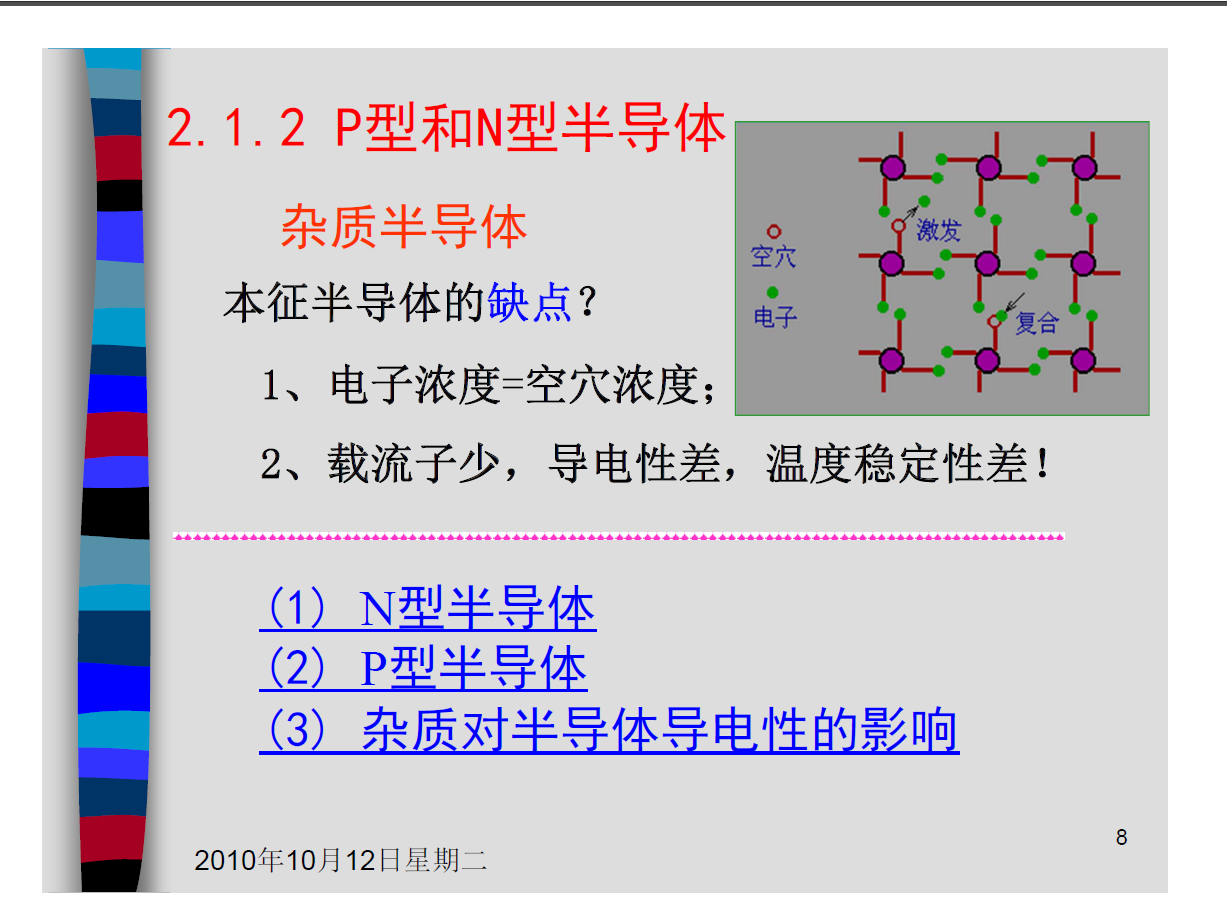 2.1.2 P型和N型半导体
杂质半导体
本征半导体的缺点？
1、电子浓度=空穴浓度；
2、载流子少，导电性差，温度稳定性差！
激发
空穴
电子
复合
(1) N型半导体
(2) P型半导体
(3) 杂质对半导体导电性的影响
2010年10月12日星期二
8